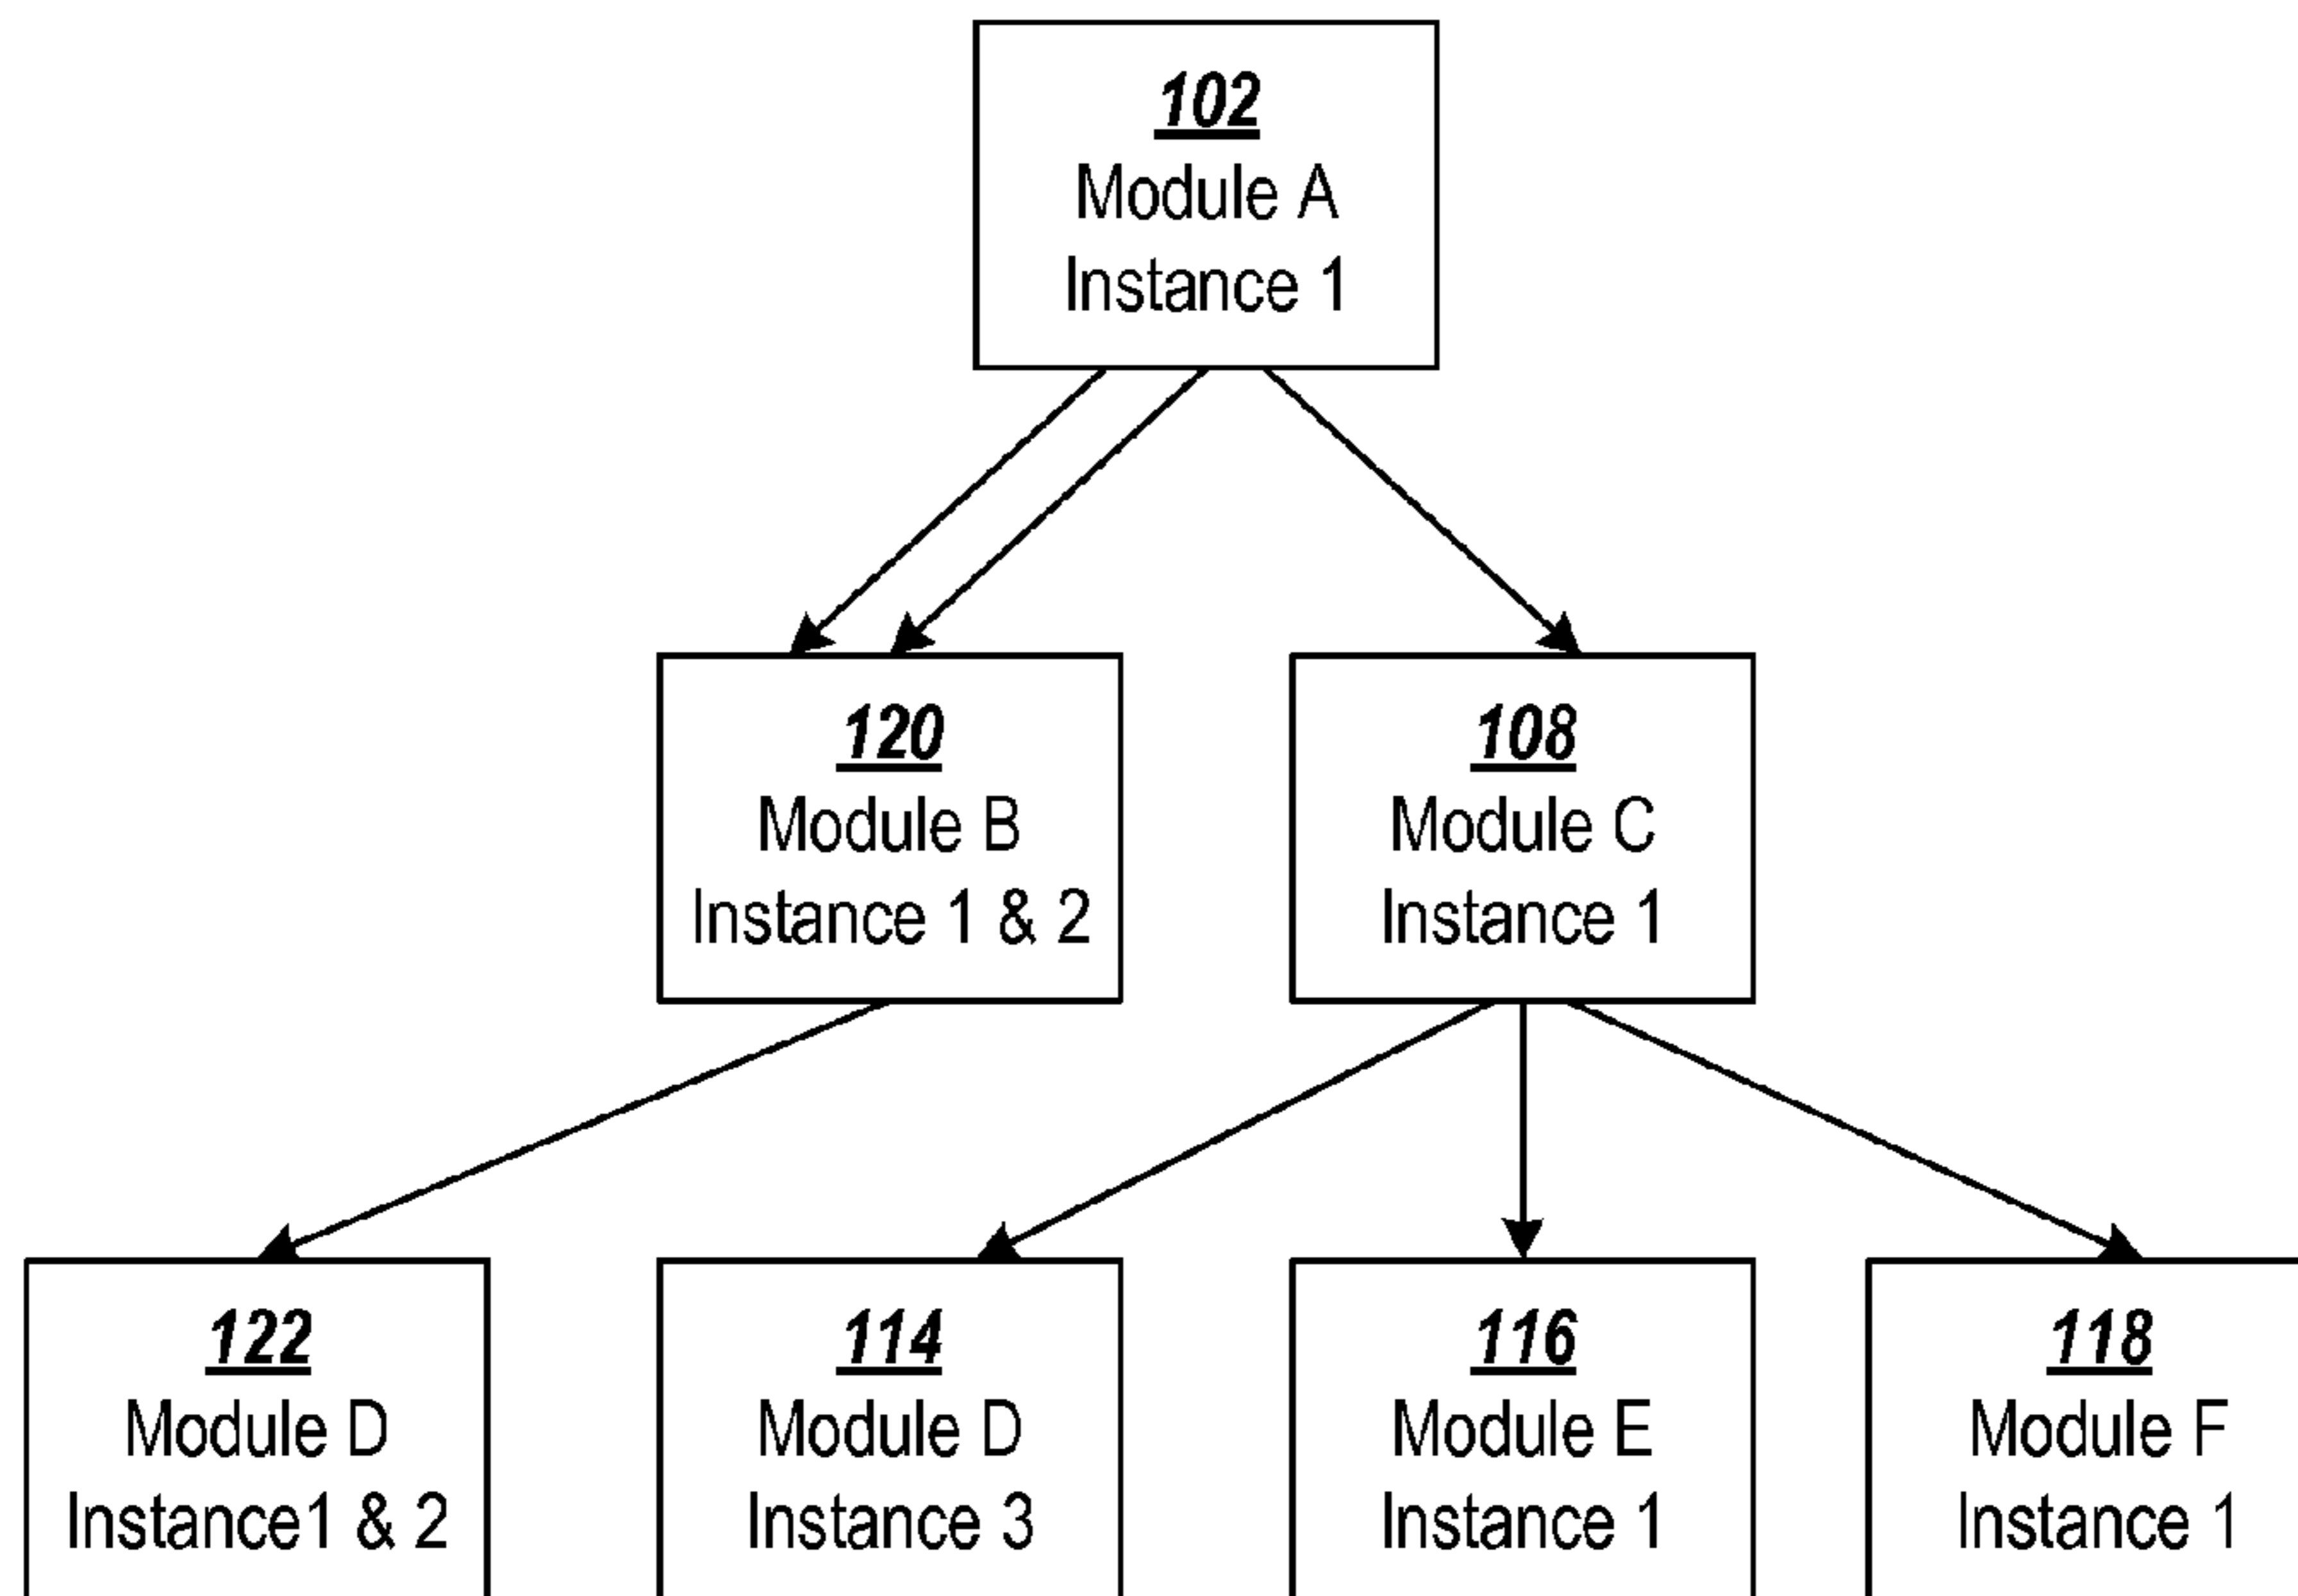 102
Module A
Instance 1
120
Module B
Instance 1 & 2
108
Module C
Instance 1
122
Module D
Instance1 & 2
114
Module D
Instance 3
116
Module E
Instance 1
118
Module F
Instance 1